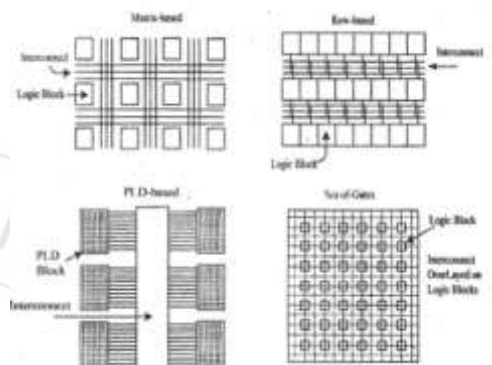 Matrix-based
Row-based
Interconnect
Interconnect
Logic Block
Logic Block
PLD-based
Sea-of-Gates
Logic Block
PLD
Block
Interconnect
Overlayed on
Logic Blocks
Interconnect